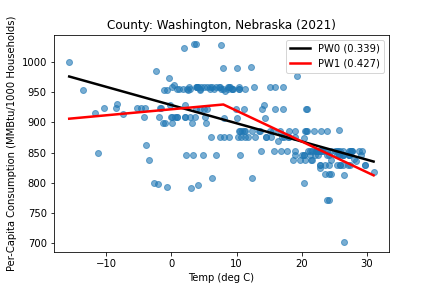 County: Washington, Nebraska (2021)
PW0 (0.339)
PW1 (0.427)
Per-Capita Consumption (MMBtu/1000 Households)
1000
950
900
850
800
750
700
−10
0
10
20
30
Temp (deg C)